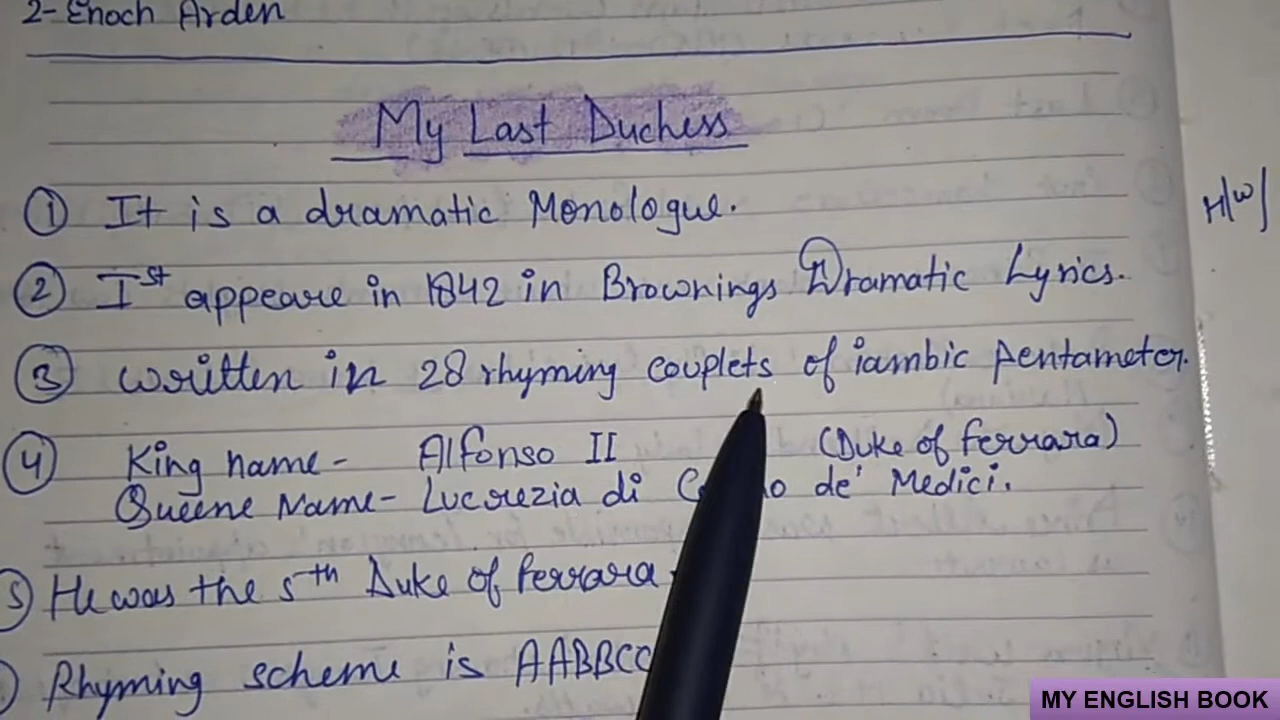 2- Enoch Arden
My Last Duchess
① It is a dramatic Monologue.
② Ist appeare in 1842 in Brownings Dramatic Lyrics.
H/W/
③ written in 28 rhyming couplets of iambic pentameter.
④ King name - Alfonso II (Duke of Ferrara)
Queene Name - Lucrezia di de' Medici.
5) He was the 5th Duke of Ferrara
) Rhyming scheme is AABBCC
MY ENGLISH BOOK